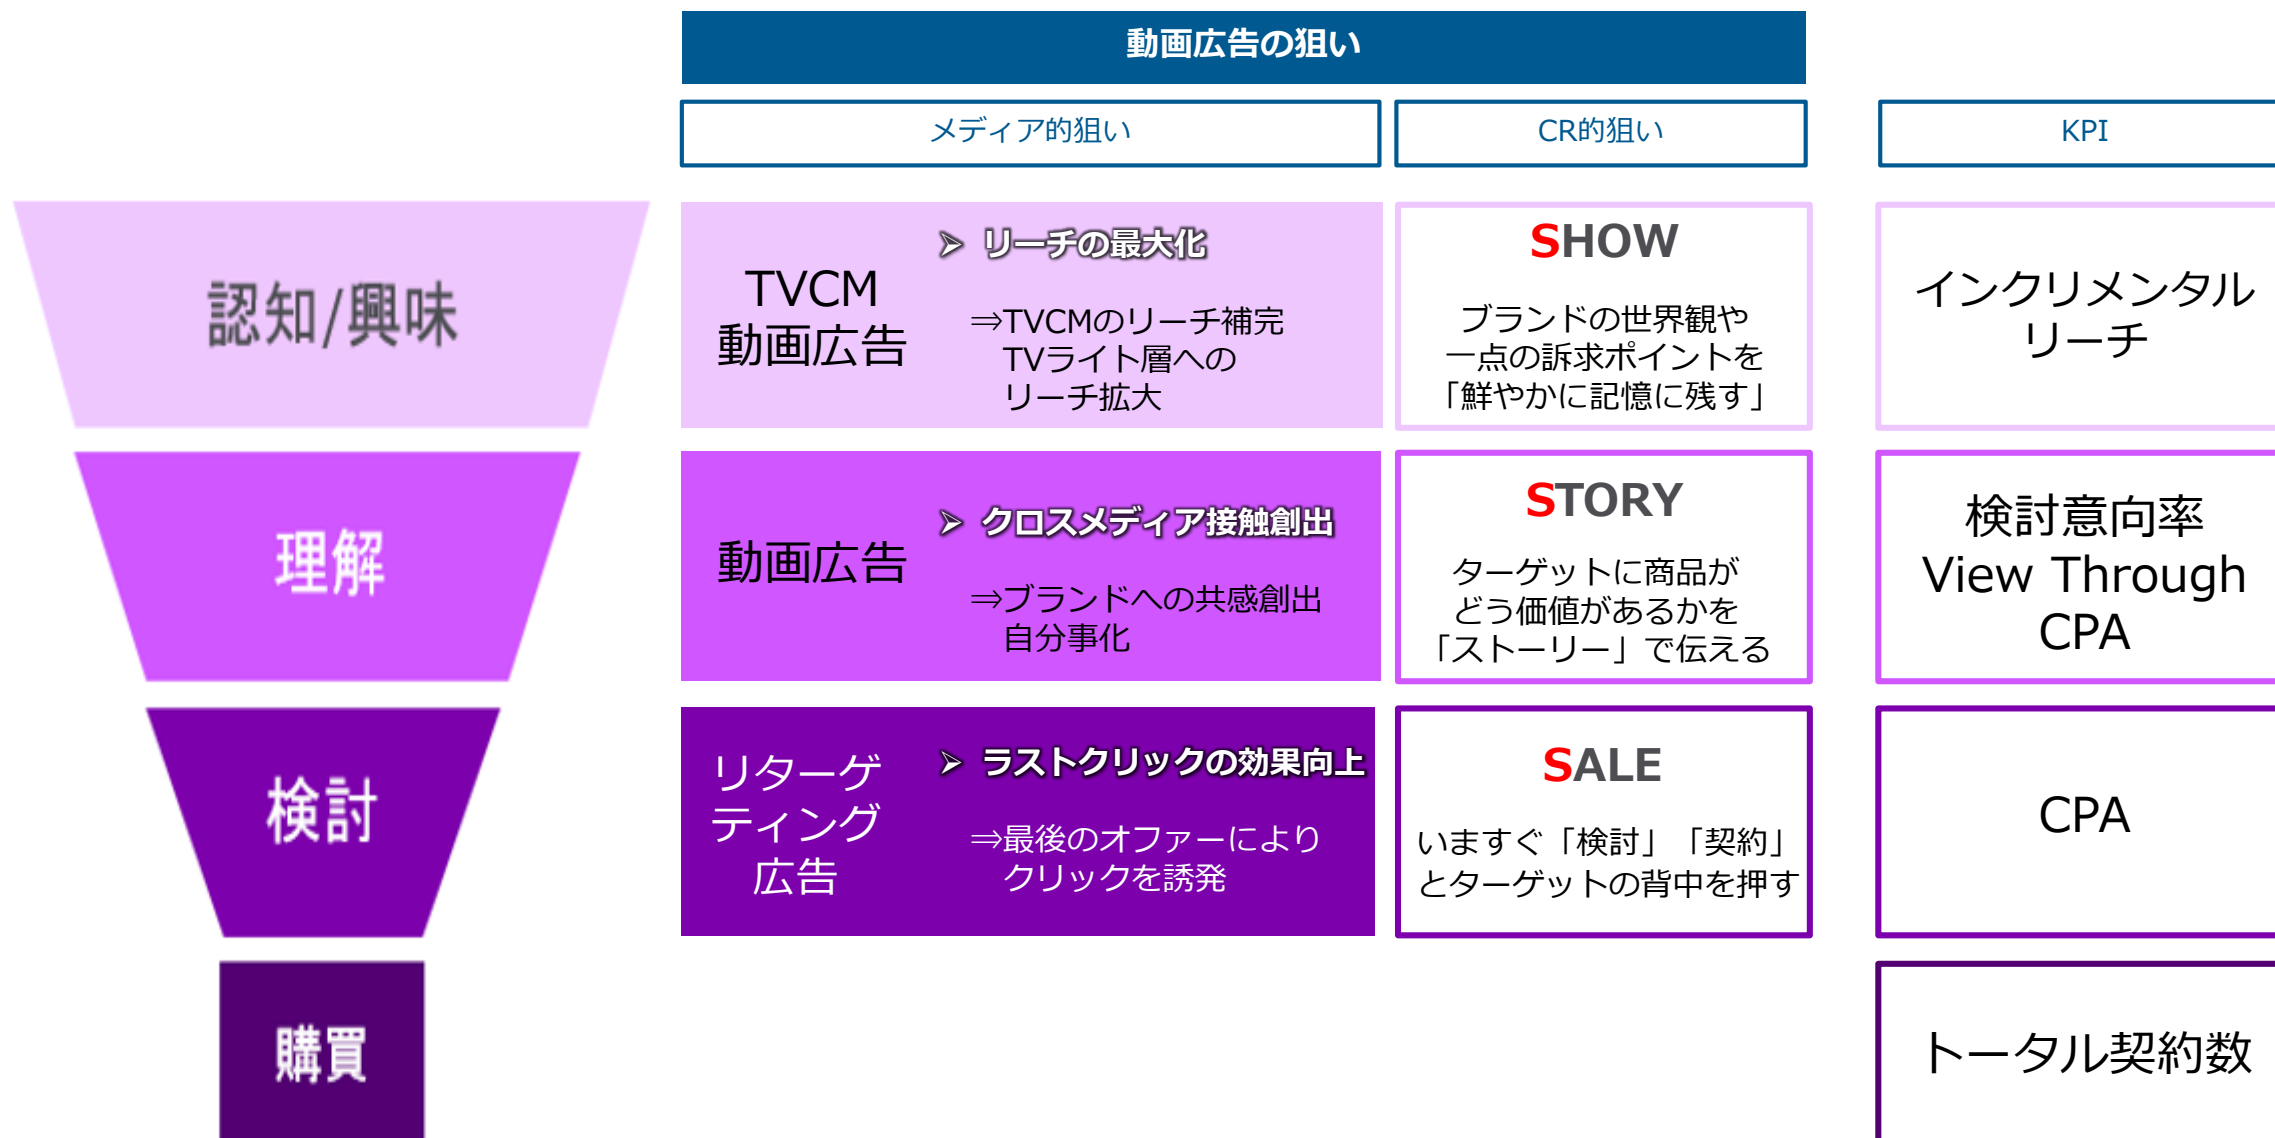 動画広告の狙い
メディア的狙い
CR的狙い
KPI
認知/興味
TVCM
動画広告
➢ リーチの最大化
⇒TVCMのリーチ補完
TVライト層への
リーチ拡大
SHOW
ブランドの世界観や
一点の訴求ポイントを
「鮮やかに記憶に残す」
インクリメンタル
リーチ
理解
動画広告
➢ クロスメディア接触創出
⇒ブランドへの共感創出
自分事化
STORY
ターゲットに商品が
どう価値があるかを
「ストーリー」で伝える
検討意向率
View Through
CPA
検討
リターゲ
ティング
広告
➢ ラストクリックの効果向上
⇒最後のオファーにより
クリックを誘発
SALE
いますぐ「検討」「契約」
とターゲットの背中を押す
CPA
購買
トータル契約数